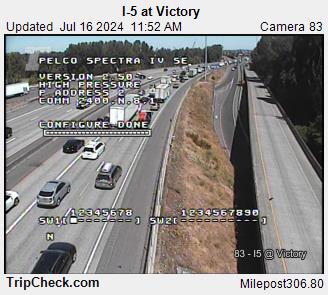 I-5 at Victory
Updated Jul 16 2024 11:52 AM Camera 83
PELCO SPECTRA IV SE
VERSION 2.50
HIGH PRESSURE
P ADDRESS 2
COMM 2400,N,8,1
CONFIGURE DONE
12345678 1234567890
SW1[ SW2[
N
83 - I5 @ Victory
TripCheck.com Milepost306.80